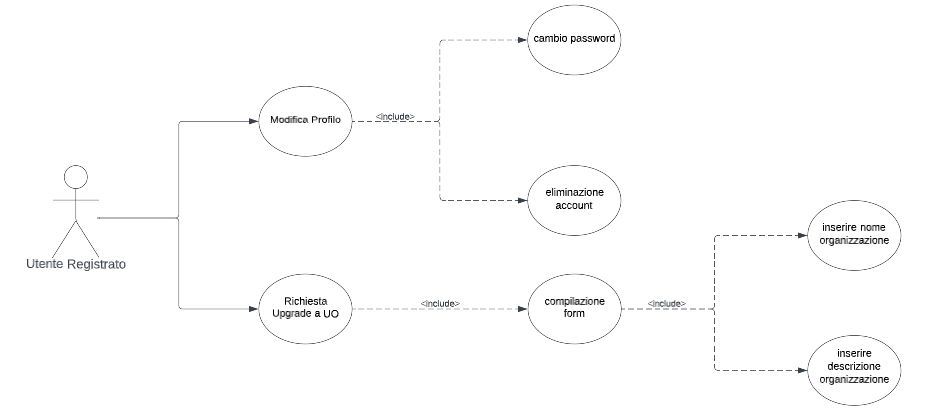 cambio password
Modifica Profilo
<include>
eliminazione
account
Utente Registrato
inserire nome
organizzazione
Richiesta
Upgrade a UO
<include>
compilazione
form
<include>
inserire
descrizione
organizzazione